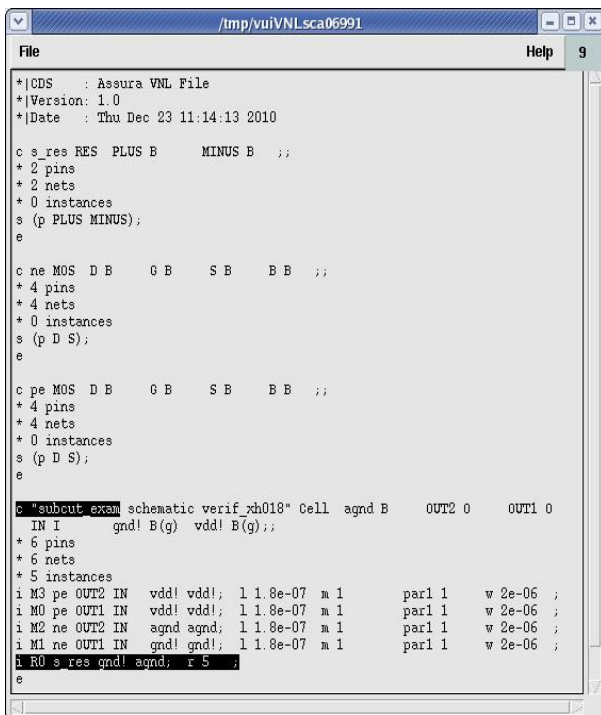 /tmp/vuiVNLsca06991
File Help 9
*|CDS : Assura VNL File
*|Version: 1.0
*|Date : Thu Dec 23 11:14:13 2010
c s_res RES PLUS B MINUS B ;;
* 2 pins
* 2 nets
* 0 instances
s (p PLUS MINUS);
e
c ne MOS D B G B S B B B ;;
* 4 pins
* 4 nets
* 0 instances
s (p D S);
e
c pe MOS D B G B S B B B ;;
* 4 pins
* 4 nets
* 0 instances
s (p D S);
e
c "subcut_exam schematic verif_xh018" Cell agnd B OUT2 O OUT1 O
IN I gnd! B(g) vdd! B(g);;
* 6 pins
* 6 nets
* 5 instances
i M3 pe OUT2 IN vdd! vdd!; l 1.8e-07 m 1 par1 1 w 2e-06 ;
i M0 pe OUT1 IN vdd! vdd!; l 1.8e-07 m 1 par1 1 w 2e-06 ;
i M2 ne OUT2 IN agnd agnd; l 1.8e-07 m 1 par1 1 w 2e-06 ;
i M1 ne OUT1 IN gnd! gnd!; l 1.8e-07 m 1 par1 1 w 2e-06 ;
i R0 s_res gnd! agnd; r 5 ;
e